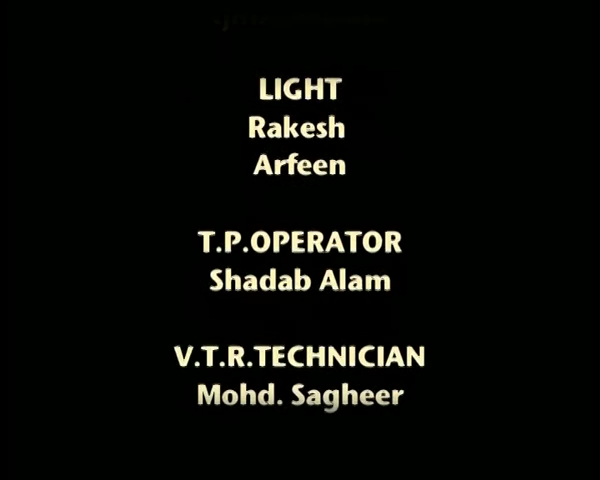 LIGHT
Rakesh
Arfeen
T.P.OPERATOR
Shadab Alam
V.T.R.TECHNICIAN
Mohd. Sagheer